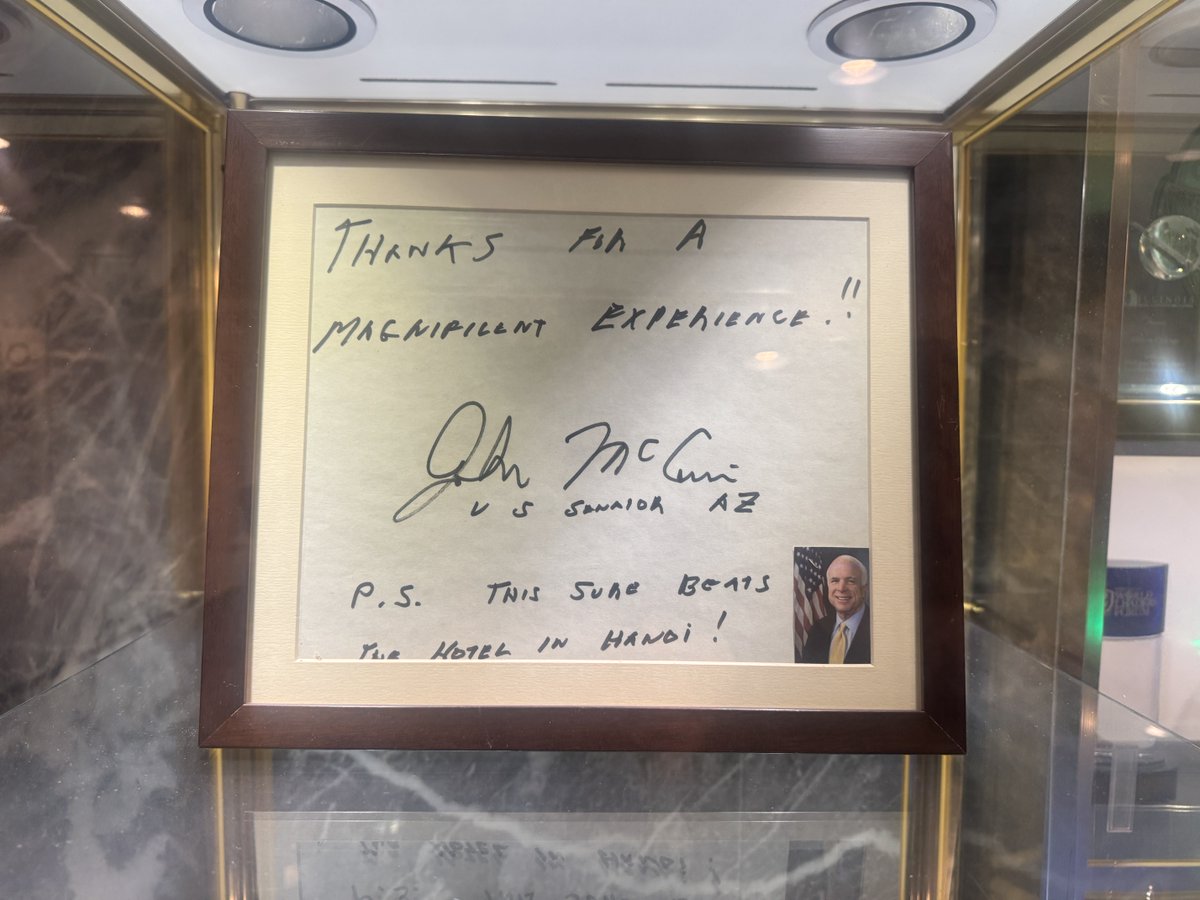 THANKS FOR A
MAGNIFICENT EXPERIENCE.!!
John McCain
U S SENATOR AZ
P.S. THIS SURE BEATS
THE HOTEL IN HANOI!